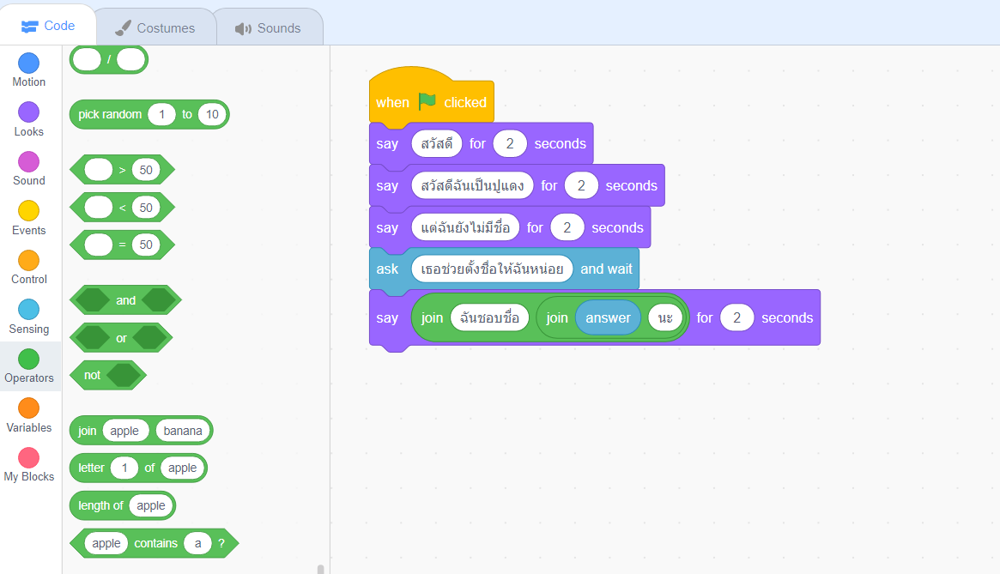 Code Costumes Sounds
Motion
Looks
Sound
Events
Control
Sensing
Operators
Variables
My Blocks
/
pick random 1 to 10
> 50
< 50
= 50
and
or
not
join apple banana
letter 1 of apple
length of apple
apple contains a ?
when clicked
say สวัสดี for 2 seconds
say สวัสดีฉันเป็นปูแดง for 2 seconds
say แต่ฉันยังไม่มีชื่อ for 2 seconds
ask เธอช่วยตั้งชื่อให้ฉันหน่อย and wait
say join ฉันชอบชื่อ join answer นะ for 2 seconds